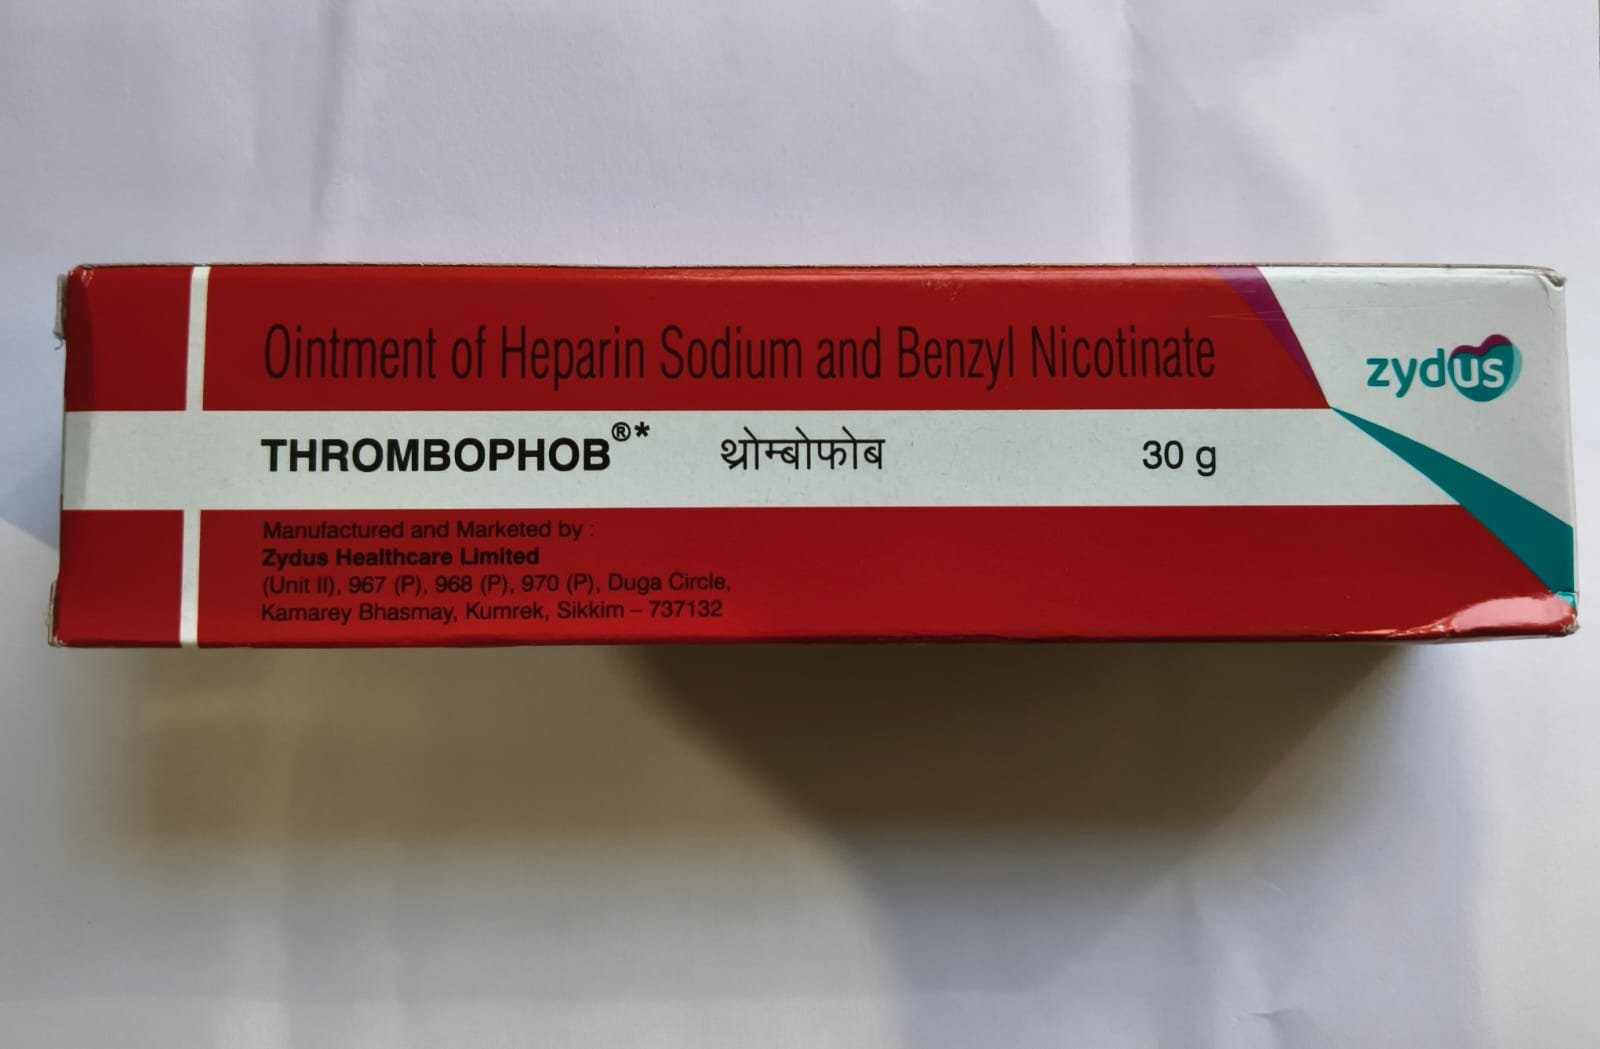 Ointment of Heparin Sodium and Benzyl Nicotinate
zydus
THROMBOPHOB®* थ्रोम्बोफोब 30 g
Manufactured and Marketed by :
Zydus Healthcare Limited
(Unit II), 967 (P), 968 (P), 970 (P), Duga Circle,
Kamarey Bhasmay, Kumrek, Sikkim – 737132